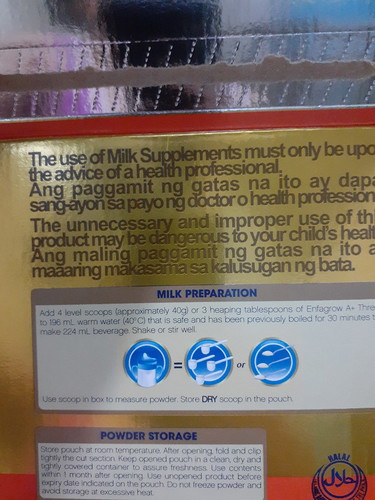 The use of Milk Supplements must only be upo
the advice of a health professional.
Ang paggamit ng gatas na ito ay dapa
sang-ayon sa payo ng doctor o health profession
The unnecessary and improper use of th
product may be dangerous to your child's healt
Ang maling paggamit ng gatas na ito a
maaaring makasama sa kalusugan ng bata.
MILK PREPARATION
Add 4 level scoops (approximately 40g) or 3 heaping tablespoons of Enfagrow A+ Thre
to 196 mL warm water (40°C) that is safe and has been previously boiled for 30 minutes t
make 224 mL beverage. Shake or stir well.
= or
Use scoop in box to measure powder. Store DRY scoop in the pouch.
POWDER STORAGE
Store pouch at room temperature. After opening, fold and clip
tightly the cut section. Keep opened pouch in a clean, dry and
tightly covered container to assure freshness. Use contents
within 1 month after opening. Use unopened product before
expiry date indicated on the pouch. Do not freeze powder and
avoid storage at excessive heat.
HALAL
حلال